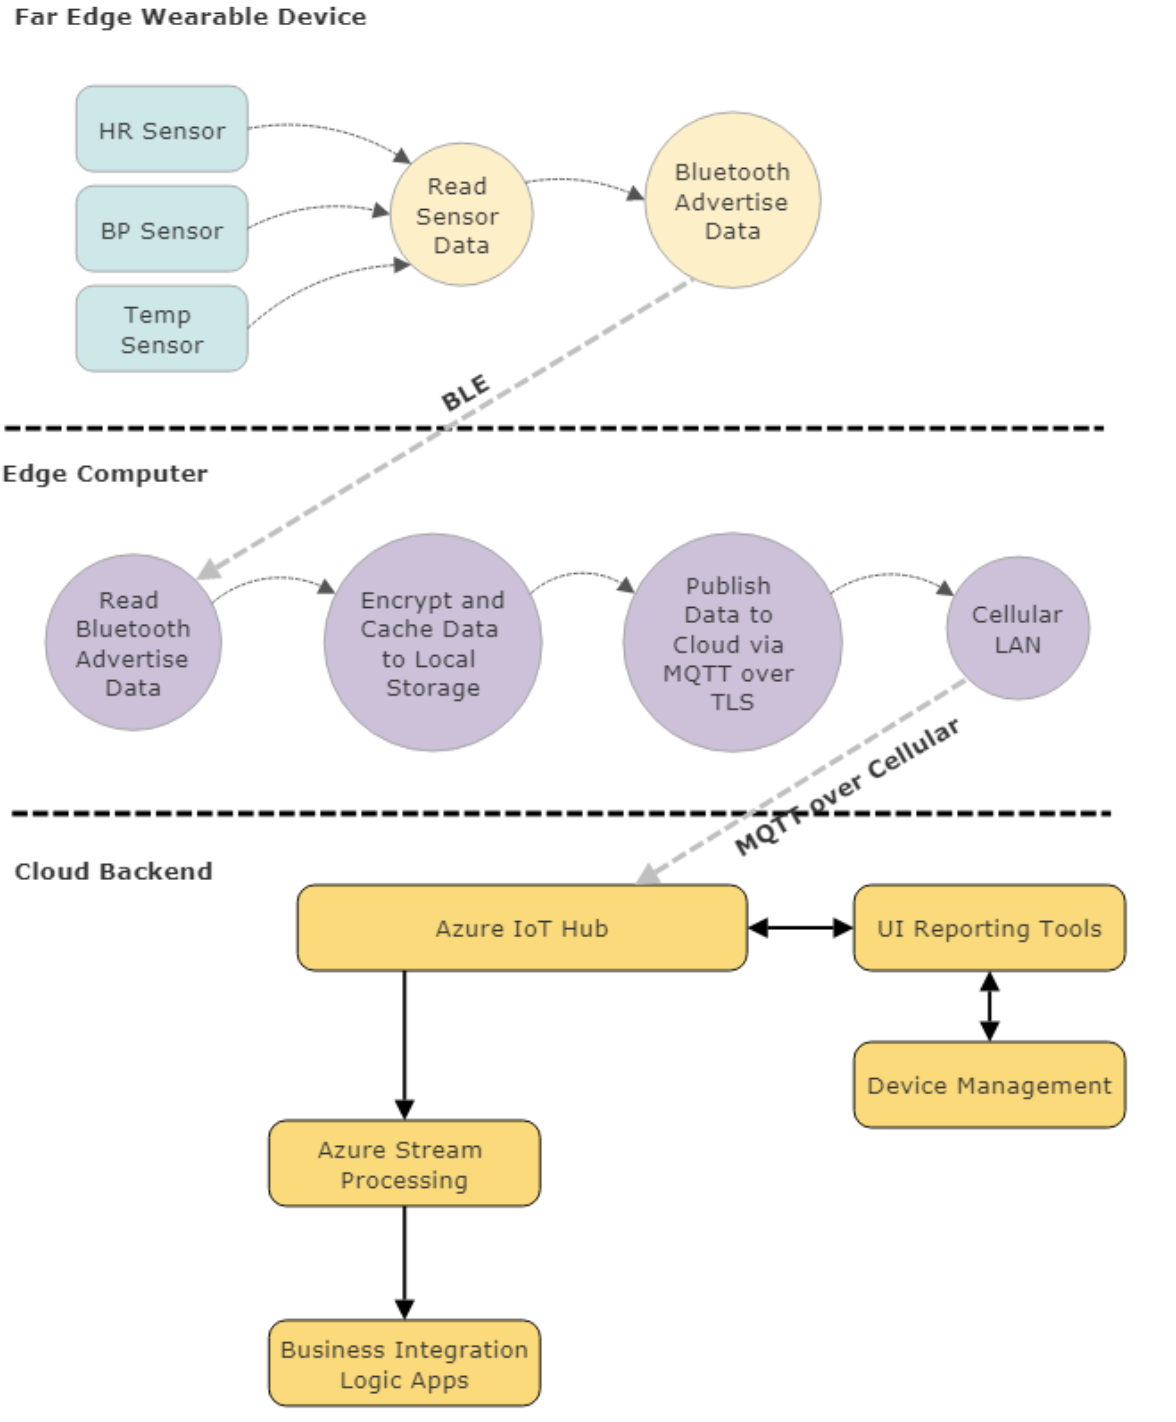 Far Edge Wearable Device
HR Sensor
BP Sensor
Temp
Sensor
Read
Sensor
Data
Bluetooth
Advertise
Data
BLE
Edge Computer
Read
Bluetooth
Advertise
Data
Encrypt and
Cache Data
to Local
Storage
Publish
Data to
Cloud via
MQTT over
TLS
Cellular
LAN
MQTT over Cellular
Cloud Backend
Azure IoT Hub
UI Reporting Tools
Device Management
Azure Stream
Processing
Business Integration
Logic Apps